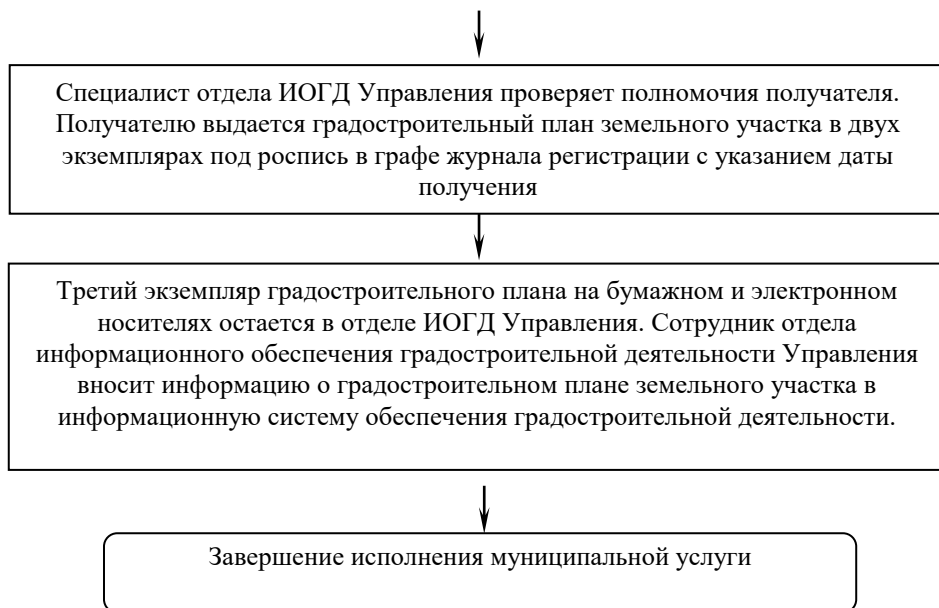 Специалист отдела ИОГД Управления проверяет полномочия получателя.
Получателю выдается градостроительный план земельного участка в двух
экземплярах под роспись в графе журнала регистрации с указанием даты
получения
Третий экземпляр градостроительного плана на бумажном и электронном
носителях остается в отделе ИОГД Управления. Сотрудник отдела
информационного обеспечения градостроительной деятельности Управления
вносит информацию о градостроительном плане земельного участка в
информационную систему обеспечения градостроительной деятельности.
Завершение исполнения муниципальной услуги